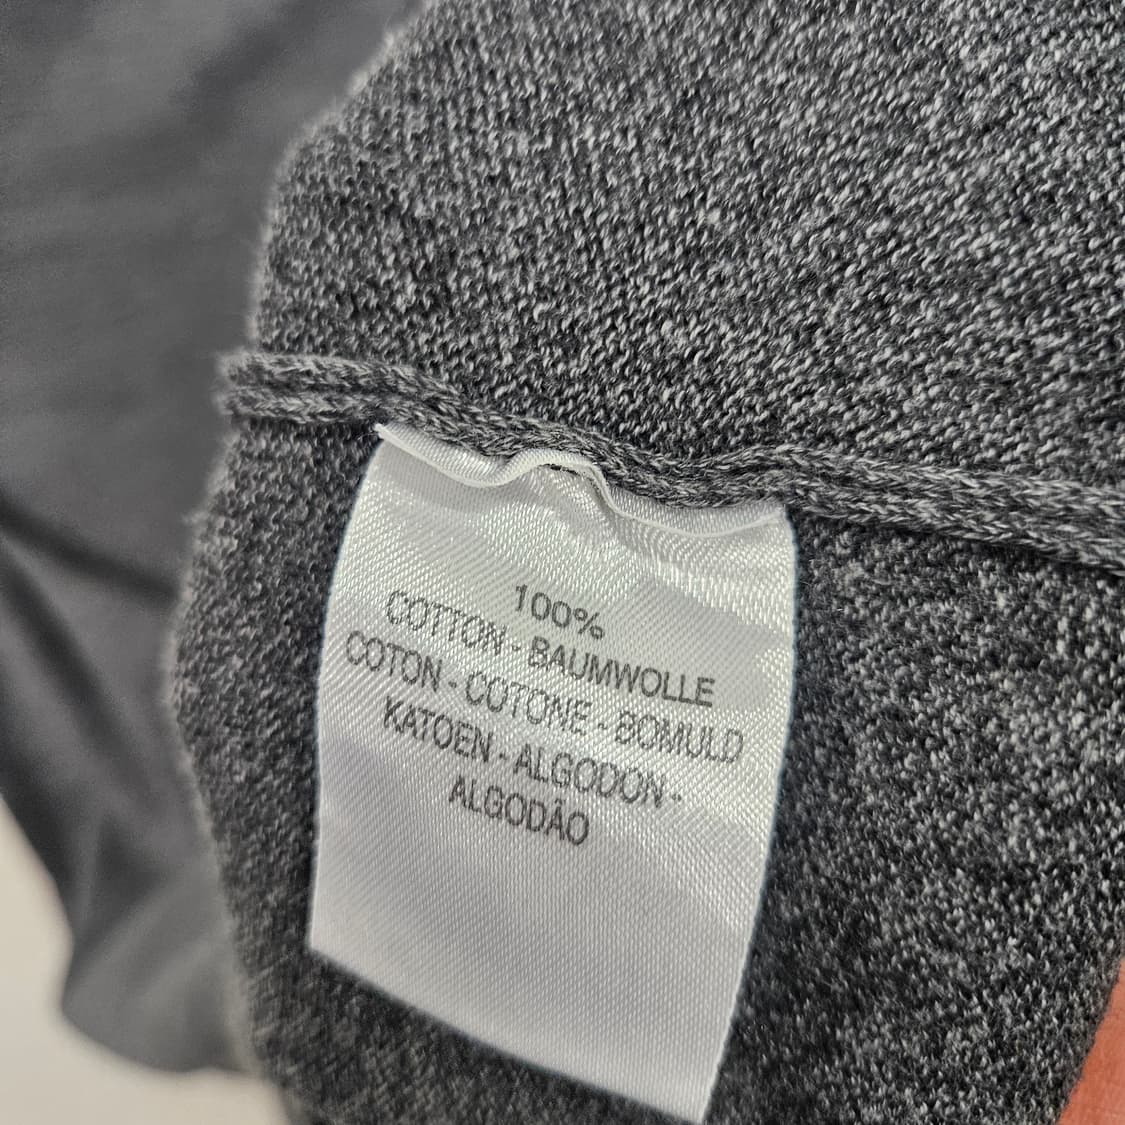 100%
COTTON - BAUMWOLLE
COTON - COTONE - BOMULD
KATOEN - ALGODON -
ALGODÃO